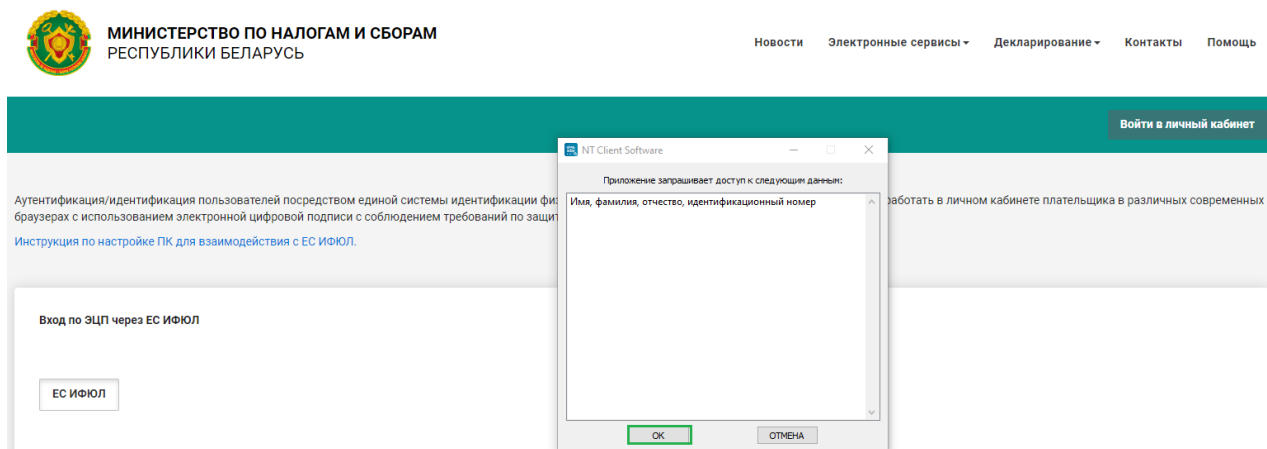 МИНИСТЕРСТВО ПО НАЛОГАМ И СБОРАМ
РЕСПУБЛИКИ БЕЛАРУСЬ
Новости Электронные сервисы Декларирование Контакты Помощь
Войти в личный кабинет
NT Client Software
Приложение запрашивает доступ к следующим данным:
Имя, фамилия, отчество, идентификационный номер
OK
ОТМЕНА
Аутентификация/идентификация пользователей посредством единой системы идентификации физ аботать в личном кабинете плательщика в различных современных
браузерах с использованием электронной цифровой подписи с соблюдением требований по защит
Инструкция по настройке ПК для взаимодействия с ЕС ИФЮЛ.
Вход по ЭЦП через ЕС ИФЮЛ
ЕС ИФЮЛ